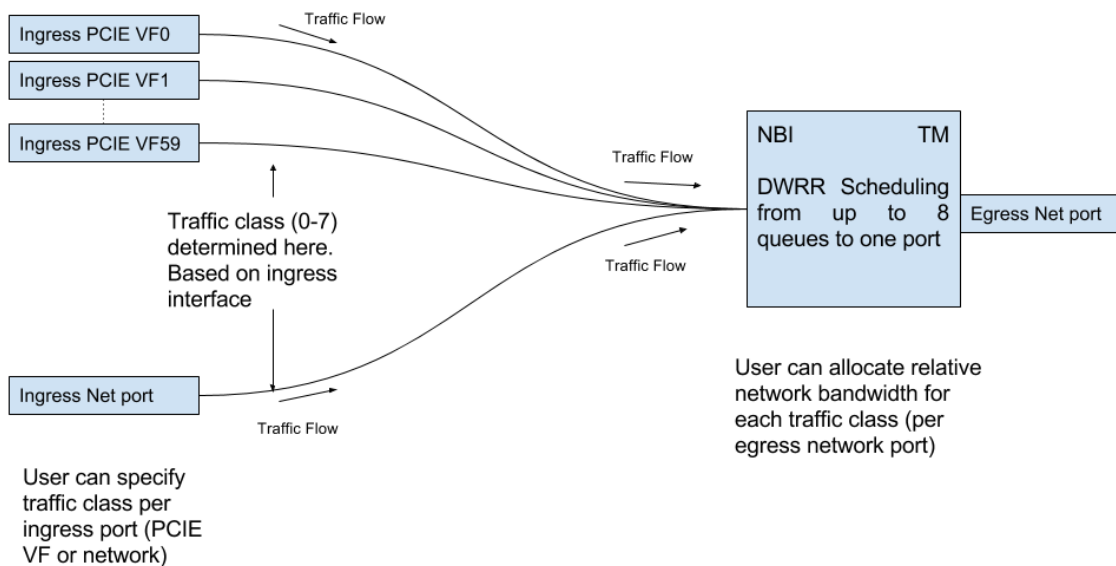 Ingress PCIE VF0
Traffic Flow
Ingress PCIE VF1
Ingress PCIE VF59
Traffic class (0-7)
determined here.
Based on ingress
interface
Traffic Flow
Traffic Flow
NBI TM
DWRR Scheduling
from up to 8
queues to one port
Egress Net port
Ingress Net port
Traffic Flow
User can allocate relative
network bandwidth for
each traffic class (per
egress network port)
User can specify
traffic class per
ingress port (PCIE
VF or network)